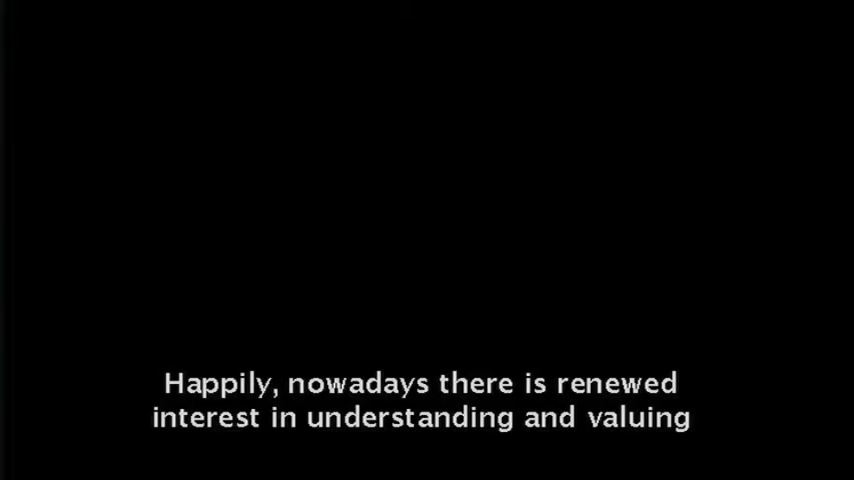 Happily, nowadays there is renewed
interest in understanding and valuing